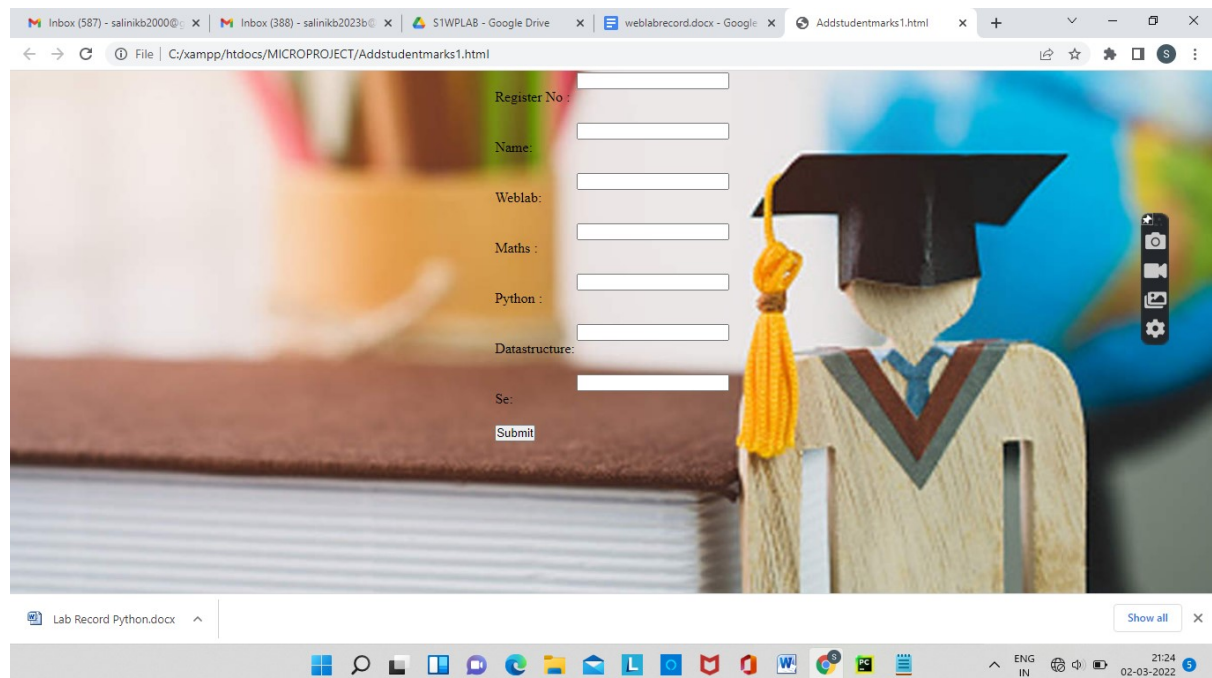 Inbox (587) - salinikb2000@g
Inbox (388) - salinikb2023b@
S1WPLAB - Google Drive
weblabrecord.docx - Google
Addstudentmarks1.html
File | C:/xampp/htdocs/MICROPROJECT/Addstudentmarks1.html
S
Register No :
Name:
Weblab:
Maths :
Python :
Datastructure:
Se:
Submit
Lab Record Python.docx
Show all
ENG
IN
21:24
02-03-2022
5